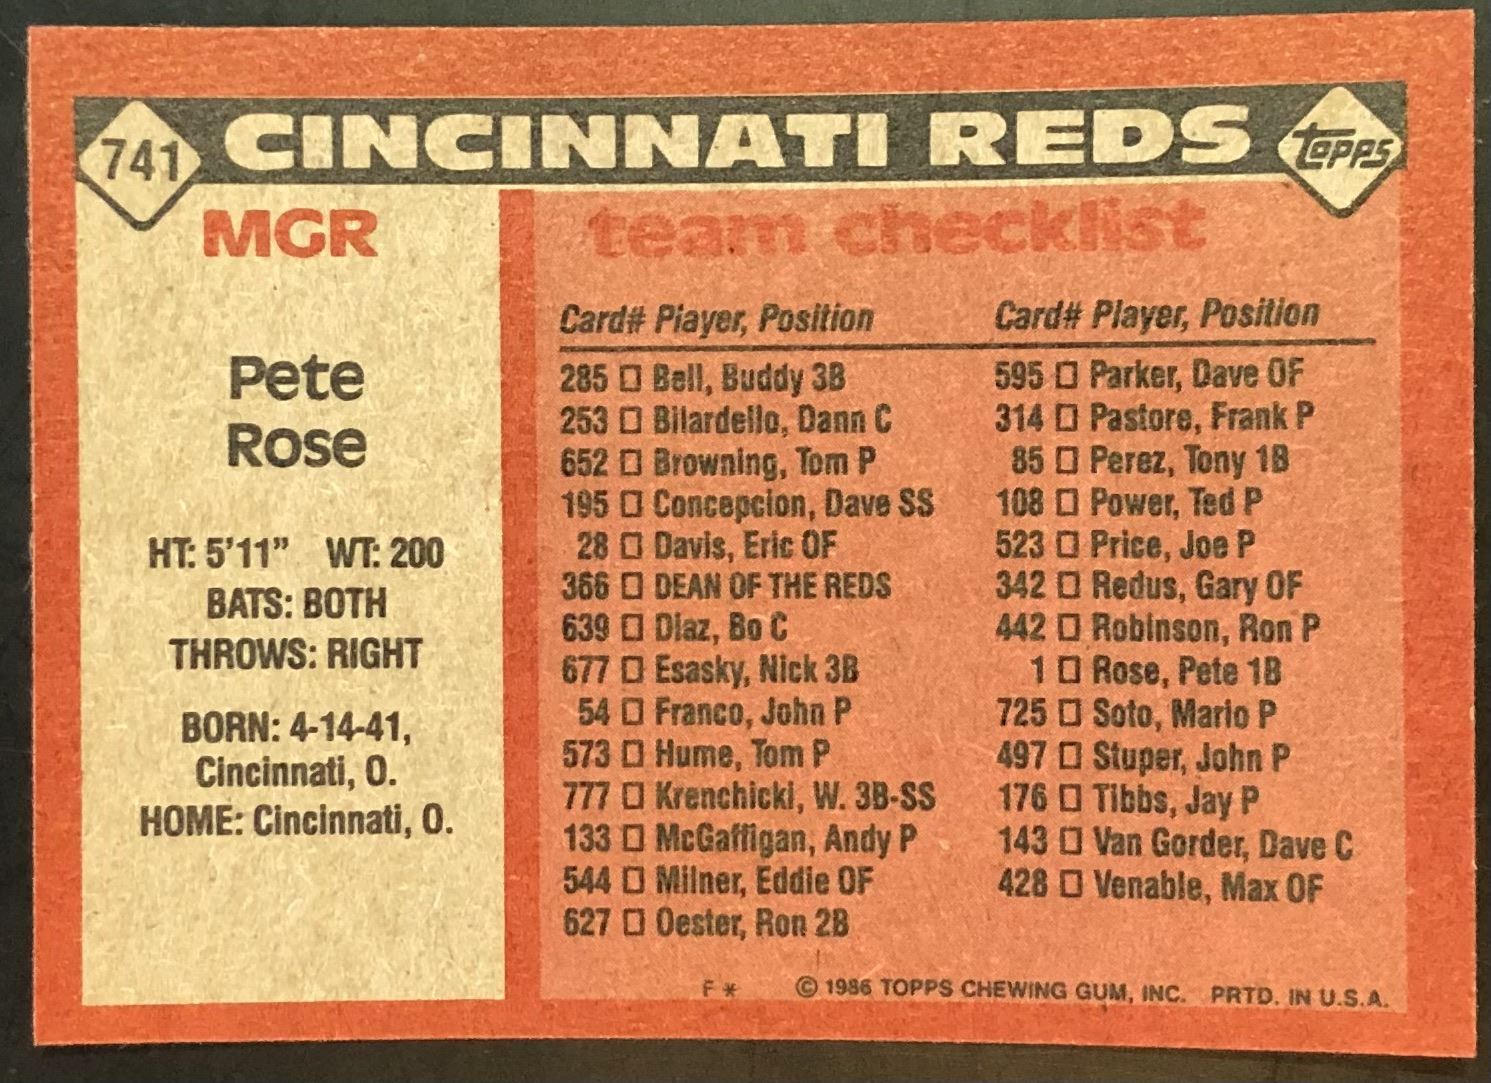 741 CINCINNATI REDS TOPPS
MGR
Pete
Rose
HT: 5'11" WT: 200
BATS: BOTH
THROWS: RIGHT
BORN: 4-14-41,
Cincinnati, O.
HOME: Cincinnati, O.
team checklist
Card# Player, Position
285 □ Bell, Buddy 3B
253 □ Bilardello, Dann C
652 □ Browning, Tom P
195 □ Concepcion, Dave SS
28 □ Davis, Eric OF
366 □ DEAN OF THE REDS
639 □ Diaz, Bo C
677 □ Esasky, Nick 3B
54 □ Franco, John P
573 □ Hume, Tom P
777 □ Krenchicki, W. 3B-SS
133 □ McGaffigan, Andy P
544 □ Milner, Eddie OF
627 □ Oester, Ron 2B
Card# Player, Position
595 □ Parker, Dave OF
314 □ Pastore, Frank P
85 □ Perez, Tony 1B
108 □ Power, Ted P
523 □ Price, Joe P
342 □ Redus, Gary OF
442 □ Robinson, Ron P
1 □ Rose, Pete 1B
725 □ Soto, Mario P
497 □ Stuper, John P
176 □ Tibbs, Jay P
143 □ Van Gorder, Dave C
428 □ Venable, Max OF
F * © 1986 TOPPS CHEWING GUM, INC. PRTD. IN U.S.A.